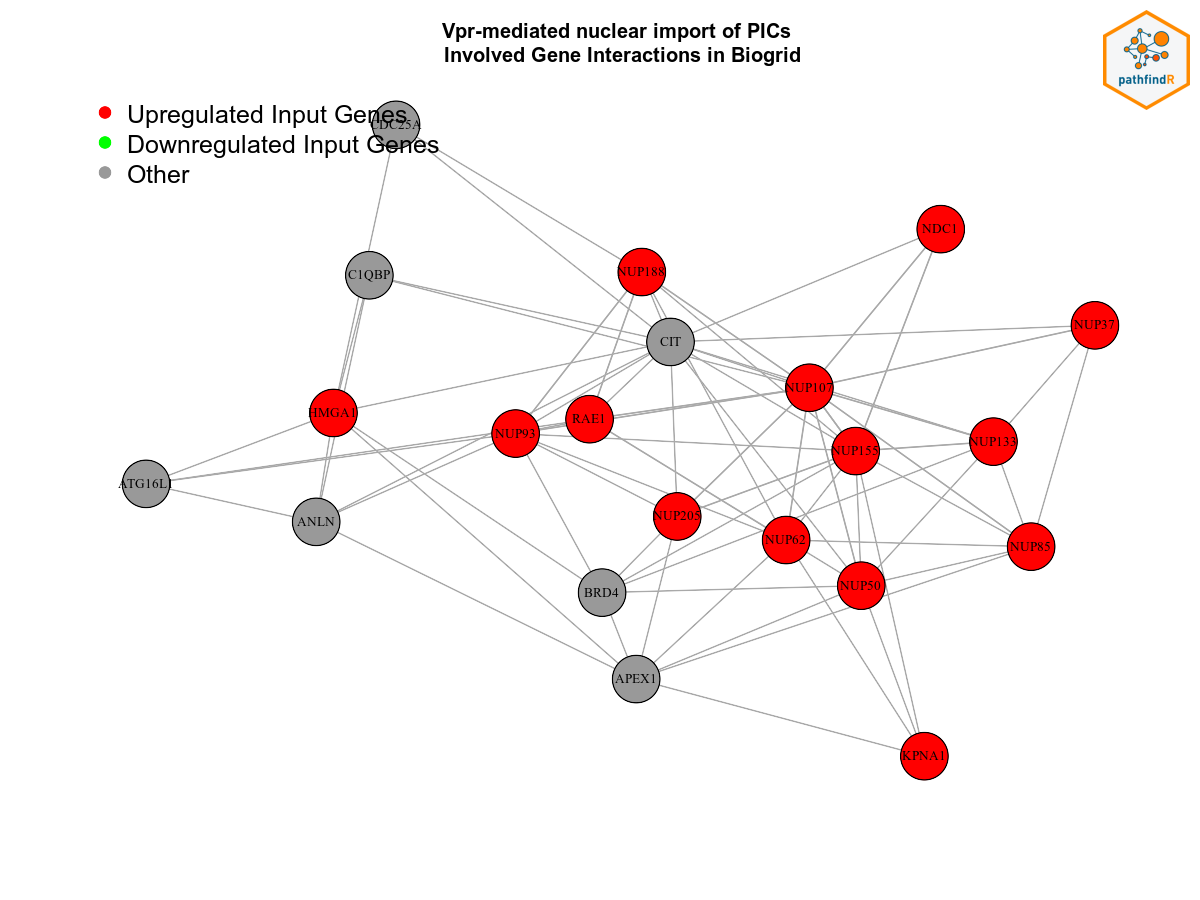 Vpr-mediated nuclear import of PICs
Involved Gene Interactions in Biogrid
pathfindR
Upregulated Input Genes
CDC25A
Downregulated Input Genes
Other
NDC1
C1QBP
NUP188
NUP37
CIT
NUP107
HMGA1
RAE1
NUP93
NUP133
NUP155
ATG16L1
ANLN
NUP205
NUP62
NUP85
BRD4
NUP50
APEX1
KPNA1